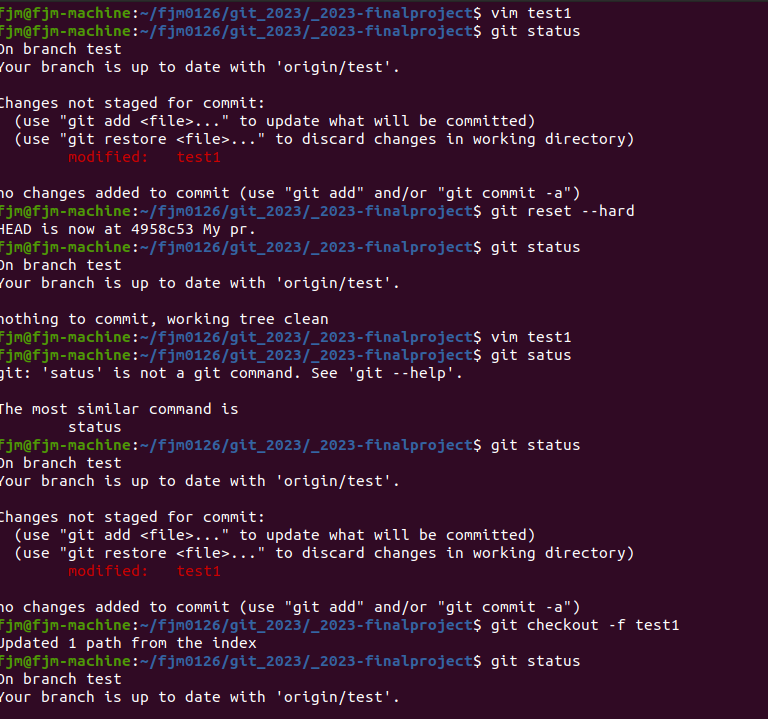 fjm@fjm-machine:~/fjm0126/git_2023/_2023-finalproject$ vim test1
fjm@fjm-machine:~/fjm0126/git_2023/_2023-finalproject$ git status
On branch test
Your branch is up to date with 'origin/test'.
Changes not staged for commit:
  (use "git add <file>..." to update what will be committed)
  (use "git restore <file>..." to discard changes in working directory)
        modified:   test1
no changes added to commit (use "git add" and/or "git commit -a")
fjm@fjm-machine:~/fjm0126/git_2023/_2023-finalproject$ git reset --hard
HEAD is now at 4958c53 My pr.
fjm@fjm-machine:~/fjm0126/git_2023/_2023-finalproject$ git status
On branch test
Your branch is up to date with 'origin/test'.
nothing to commit, working tree clean
fjm@fjm-machine:~/fjm0126/git_2023/_2023-finalproject$ vim test1
fjm@fjm-machine:~/fjm0126/git_2023/_2023-finalproject$ git satus
git: 'satus' is not a git command. See 'git --help'.
The most similar command is
        status
fjm@fjm-machine:~/fjm0126/git_2023/_2023-finalproject$ git status
On branch test
Your branch is up to date with 'origin/test'.
Changes not staged for commit:
  (use "git add <file>..." to update what will be committed)
  (use "git restore <file>..." to discard changes in working directory)
        modified:   test1
no changes added to commit (use "git add" and/or "git commit -a")
fjm@fjm-machine:~/fjm0126/git_2023/_2023-finalproject$ git checkout -f test1
Updated 1 path from the index
fjm@fjm-machine:~/fjm0126/git_2023/_2023-finalproject$ git status
On branch test
Your branch is up to date with 'origin/test'.